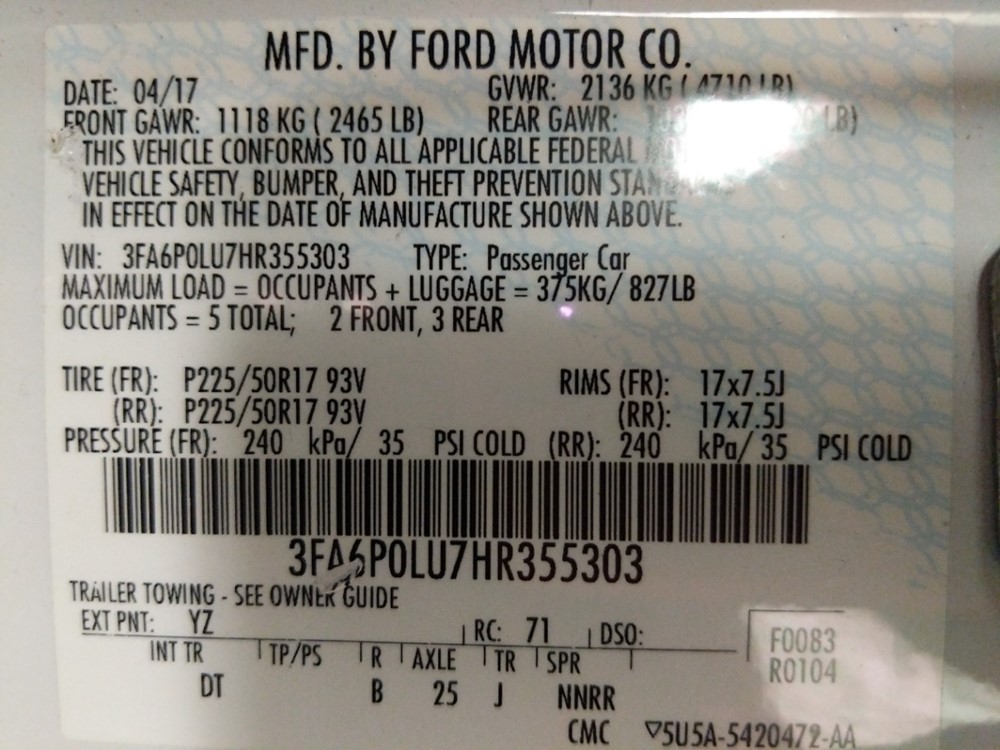 MFD. BY FORD MOTOR CO.
DATE: 04/17 GVWR: 2136 KG ( 4710 LB)
FRONT GAWR: 1118 KG ( 2465 LB) REAR GAWR: LB)
THIS VEHICLE CONFORMS TO ALL APPLICABLE FEDERAL
VEHICLE SAFETY, BUMPER, AND THEFT PREVENTION STANDARDS
IN EFFECT ON THE DATE OF MANUFACTURE SHOWN ABOVE.
VIN: 3FA6P0LU7HR355303 TYPE: Passenger Car
MAXIMUM LOAD = OCCUPANTS + LUGGAGE = 375KG/ 827LB
OCCUPANTS = 5 TOTAL; 2 FRONT, 3 REAR
TIRE (FR): P225/50R17 93V RIMS (FR): 17x7.5J
(RR): P225/50R17 93V (RR): 17x7.5J
PRESSURE (FR): 240 kPa/ 35 PSI COLD (RR): 240 kPa/ 35 PSI COLD
3FA6P0LU7HR355303
TRAILER TOWING - SEE OWNER GUIDE
EXT PNT: YZ RC: 71 DSO:
F0083
R0104
INT TR TP/PS R AXLE TR SPR
DT B 25 J NNRR
CMC ▽5U5A-5420472-AA